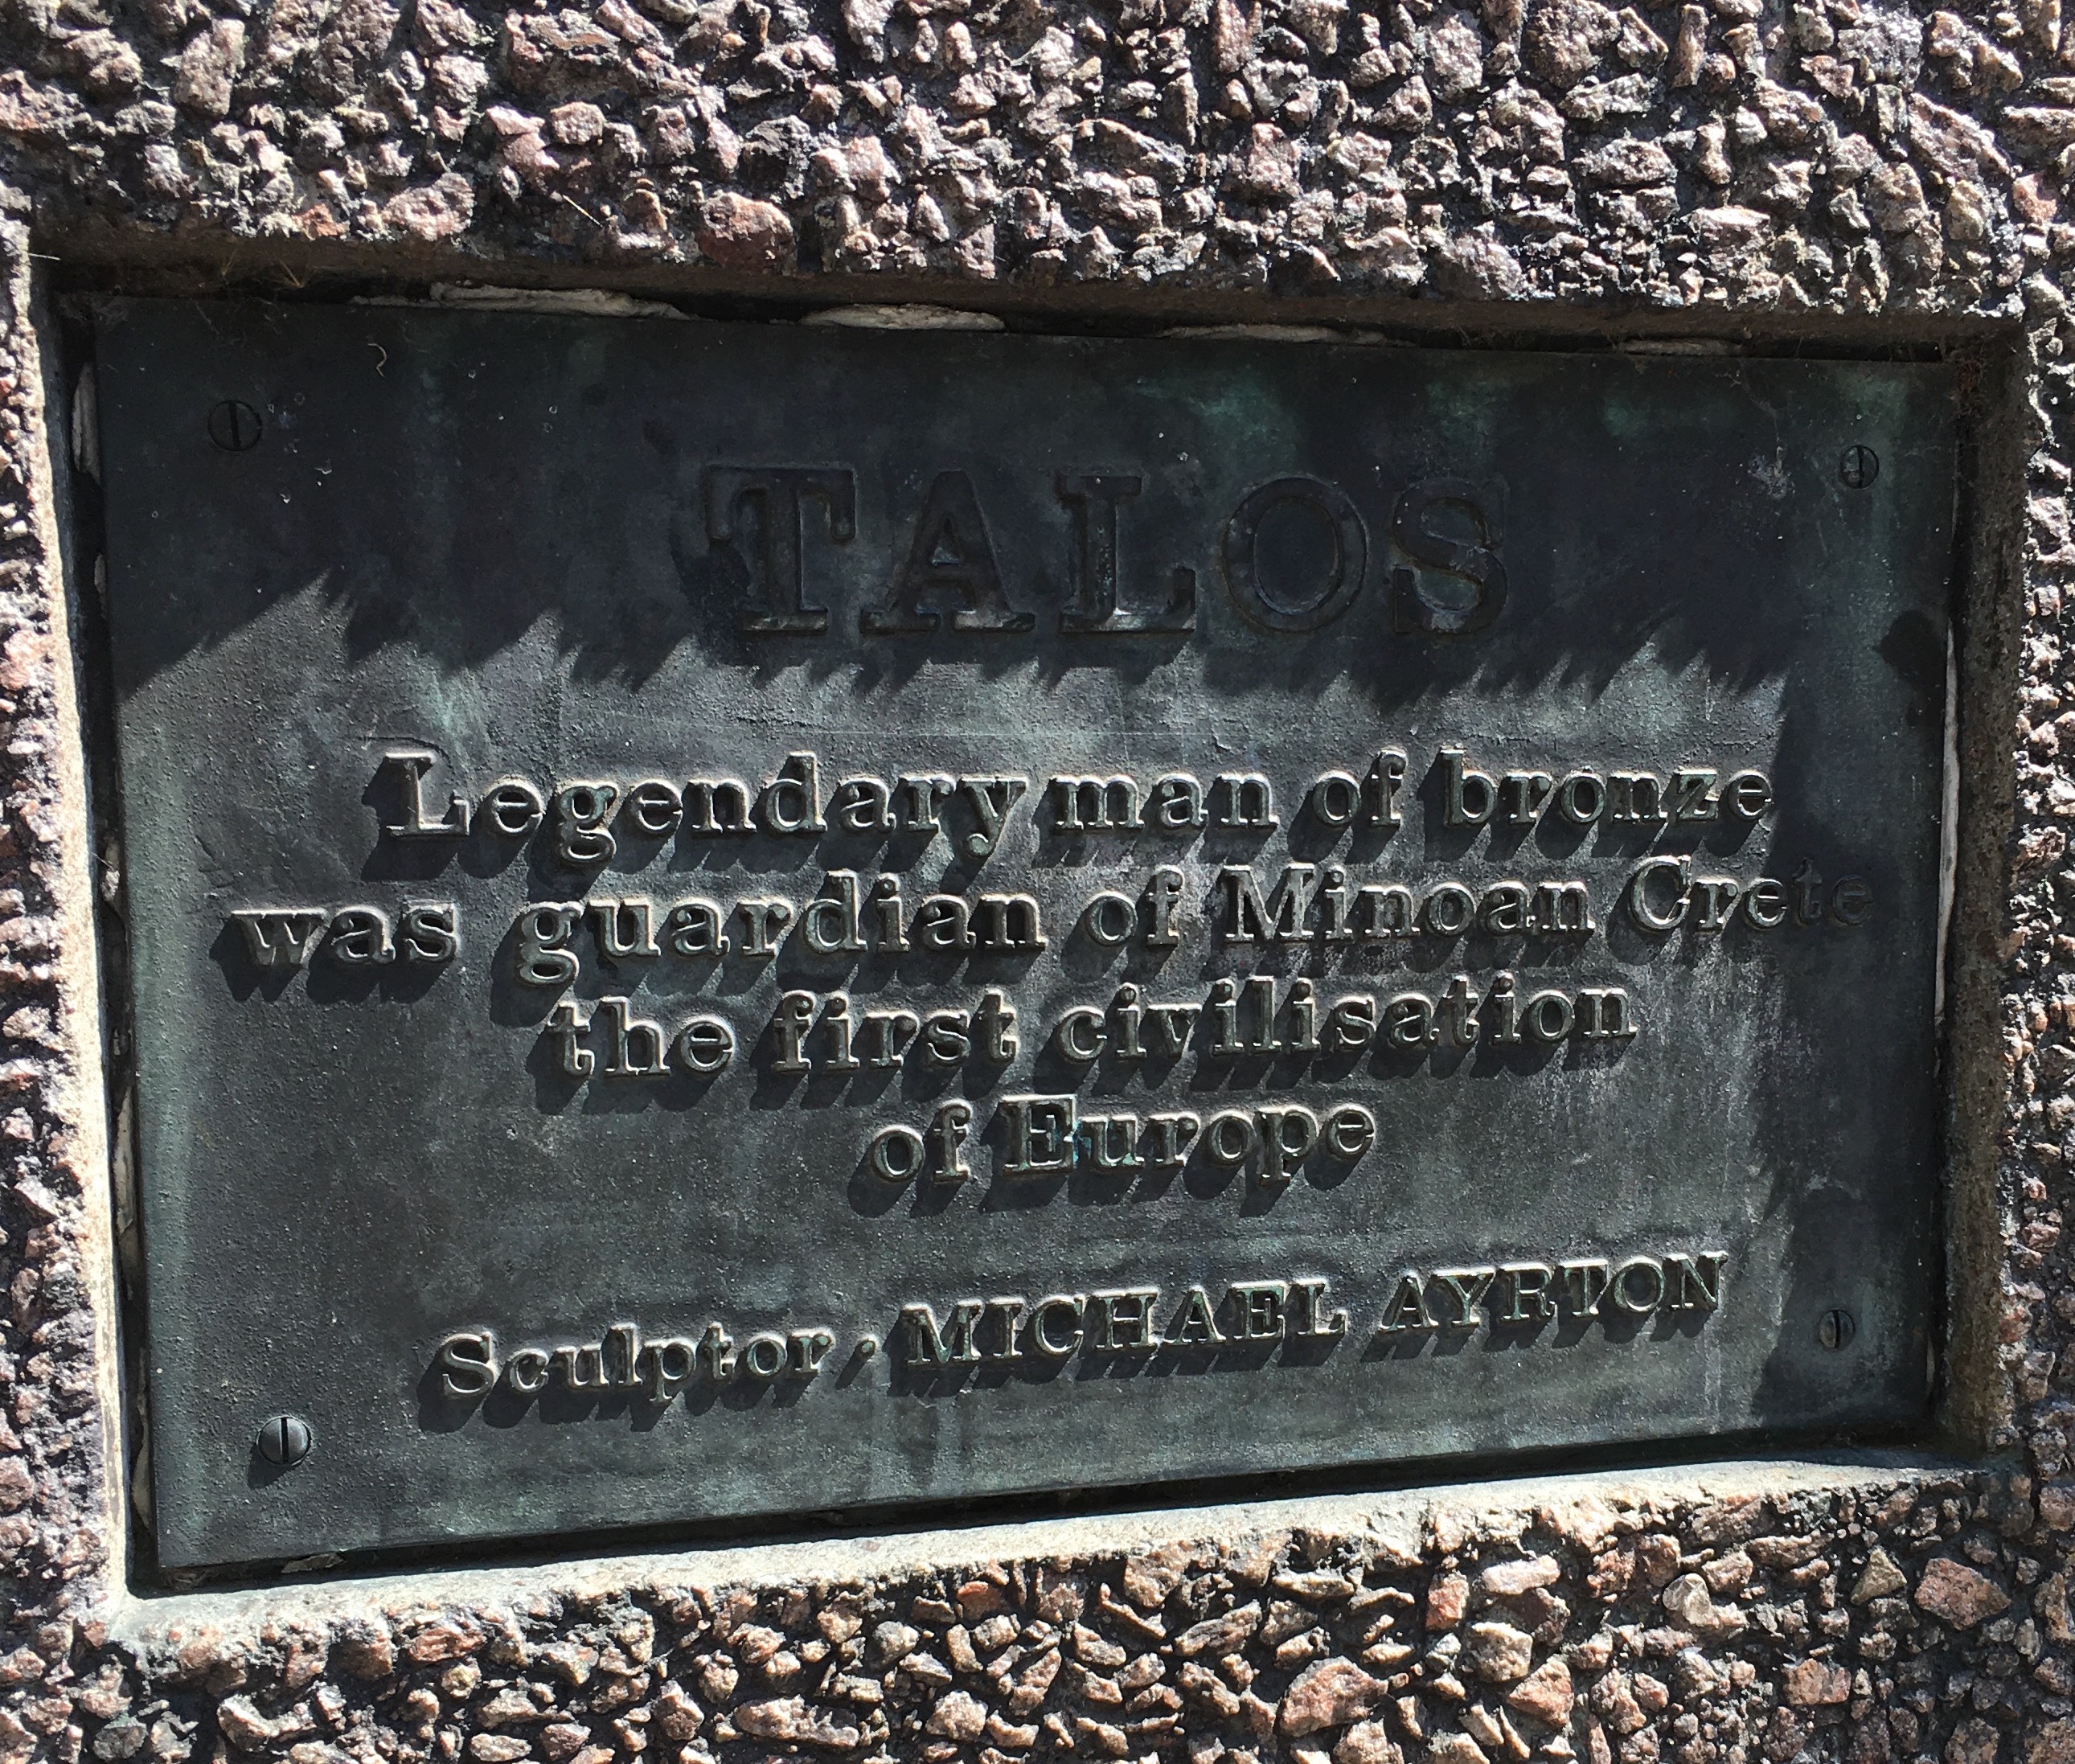 TALOS
Legendary man of bronze
was guardian of Minoan Crete
the first civilisation
of Europe
Sculptor · MICHAEL AYRTON